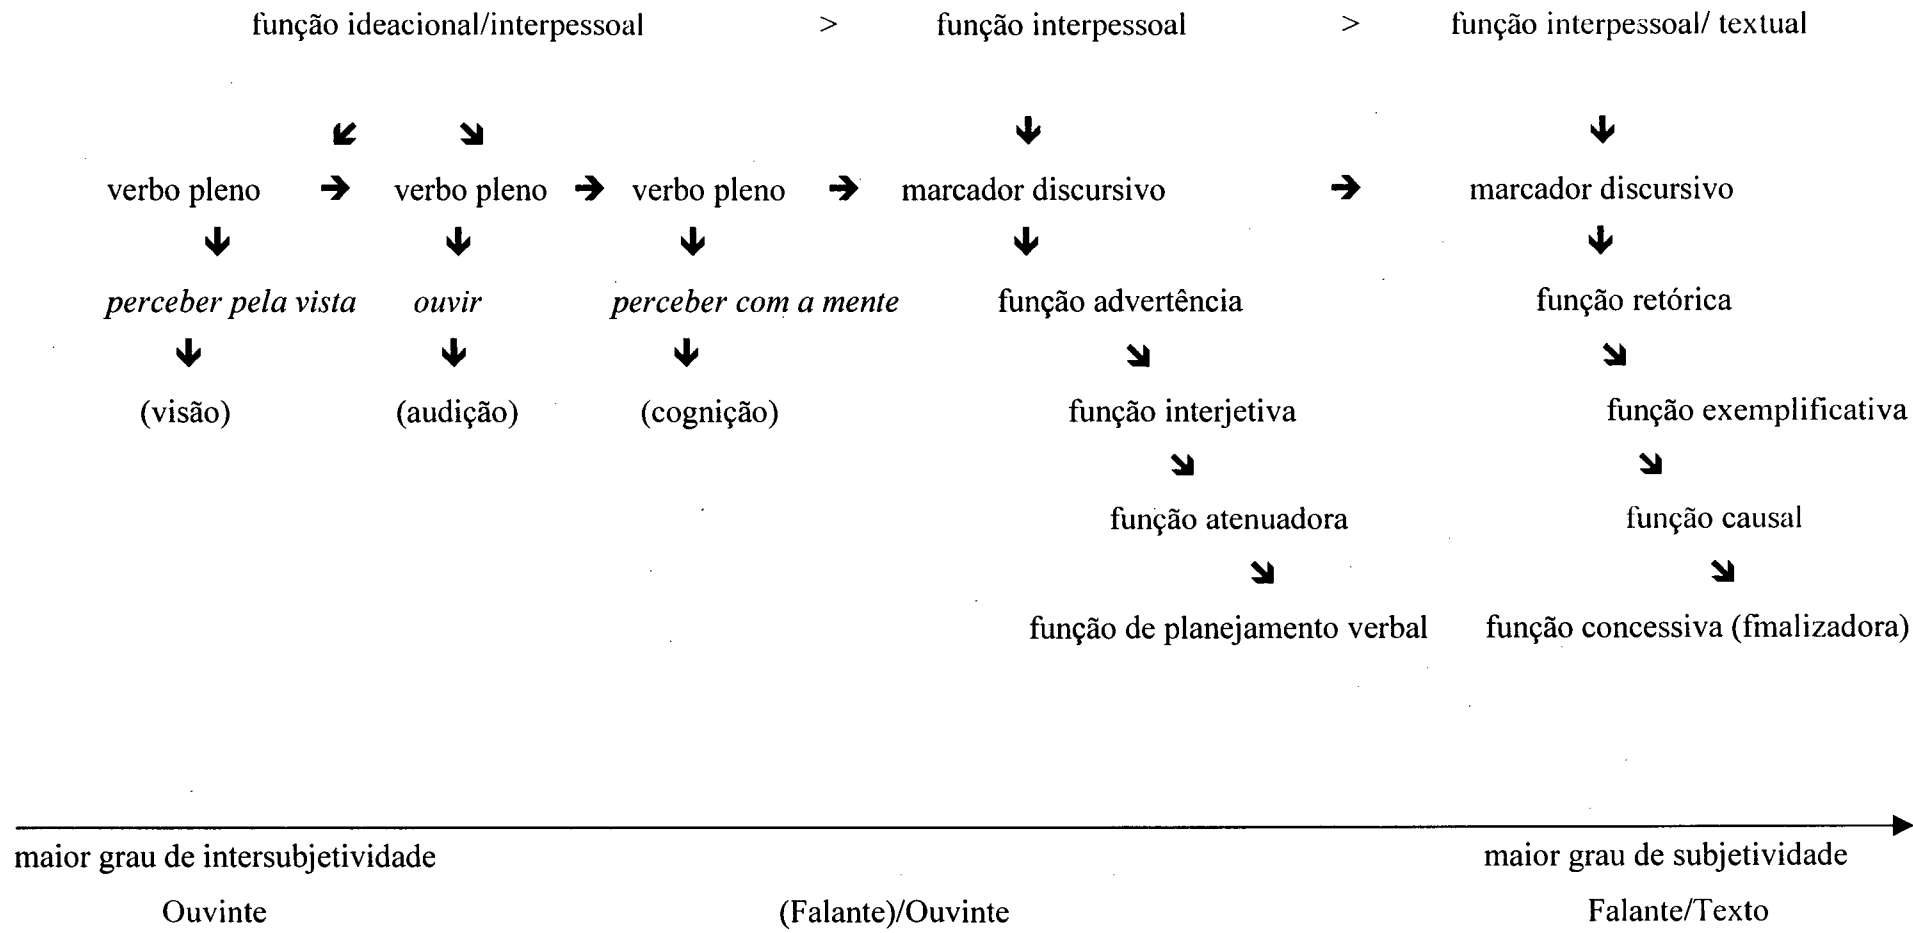 função ideacional/interpessoal > função interpessoal > função interpessoal/ textual
verbo pleno → verbo pleno → verbo pleno → marcador discursivo → marcador discursivo
perceber pela vista ouvir perceber com a mente função advertência função retórica
(visão) (audição) (cognição) função interjetiva função exemplificativa
função atenuadora função causal
função de planejamento verbal função concessiva (finalizadora)
maior grau de intersubjetividade maior grau de subjetividade
Ouvinte (Falante)/Ouvinte Falante/Texto